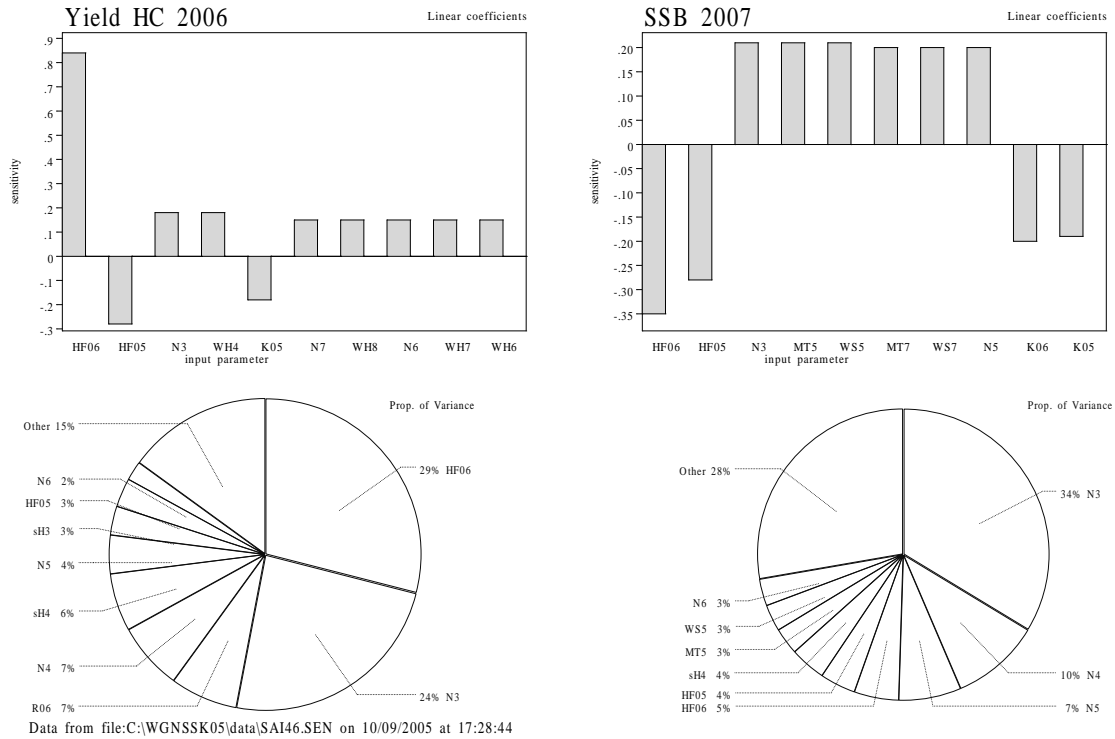 Yield HC 2006
Linear coefficients
.9
.8
.7
.6
.5
.4
.3
.2
.1
0
-.1
-.2
-.3
sensitivity
HF06 HF05 N3 WH4 K05 N7 WH8 N6 WH7 WH6
input parameter
SSB 2007
Linear coefficients
.20
.15
.10
.05
0
-.05
-.10
-.15
-.20
-.25
-.30
-.35
sensitivity
HF06 HF05 N3 MT5 WS5 MT7 WS7 N5 K06 K05
input parameter
Prop. of Variance
Other 15%
N6 2%
HF05 3%
sH3 3%
N5 4%
sH4 6%
N4 7%
R06 7%
29% HF06
24% N3
Prop. of Variance
Other 28%
N6 3%
WS5 3%
MT5 3%
sH4 4%
HF05 4%
HF06 5%
34% N3
10% N4
7% N5
Data from file:C:\WGNSSK05\data\SAI46.SEN on 10/09/2005 at 17:28:44